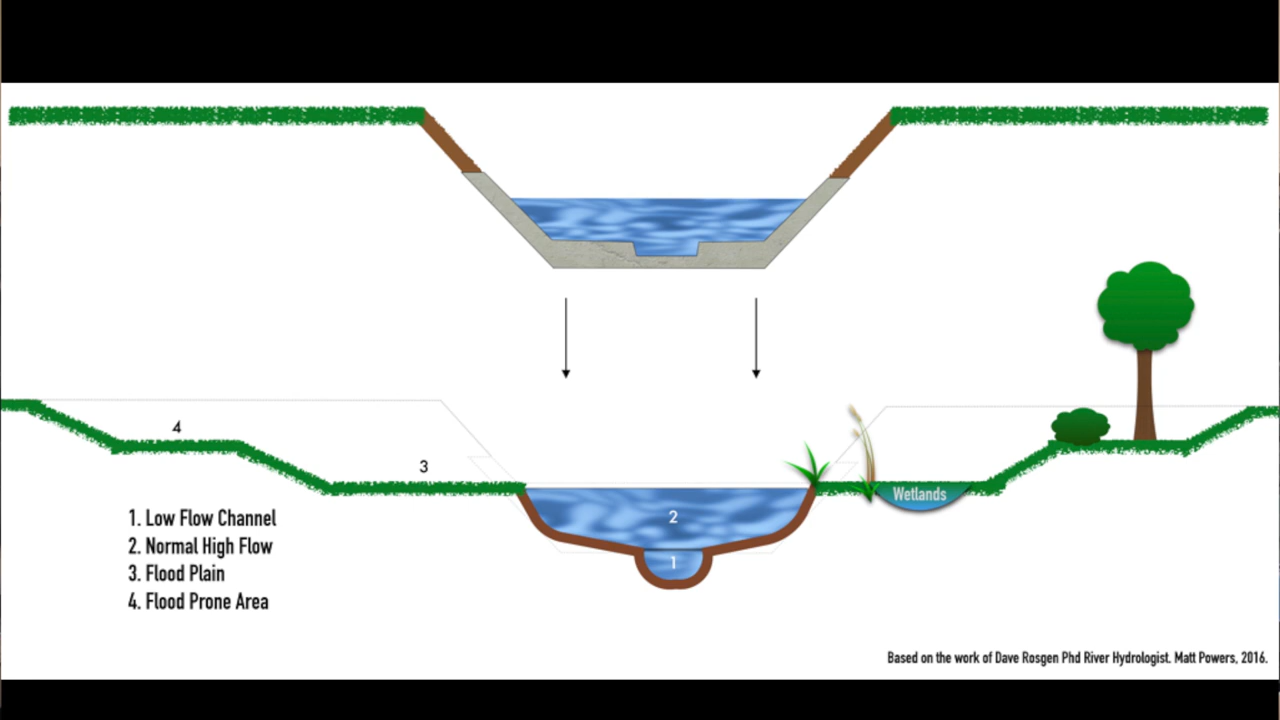 4
3
Wetlands
2
1
1. Low Flow Channel
2. Normal High Flow
3. Flood Plain
4. Flood Prone Area
Based on the work of Dave Rosgen Phd River Hydrologist. Matt Powers, 2016.